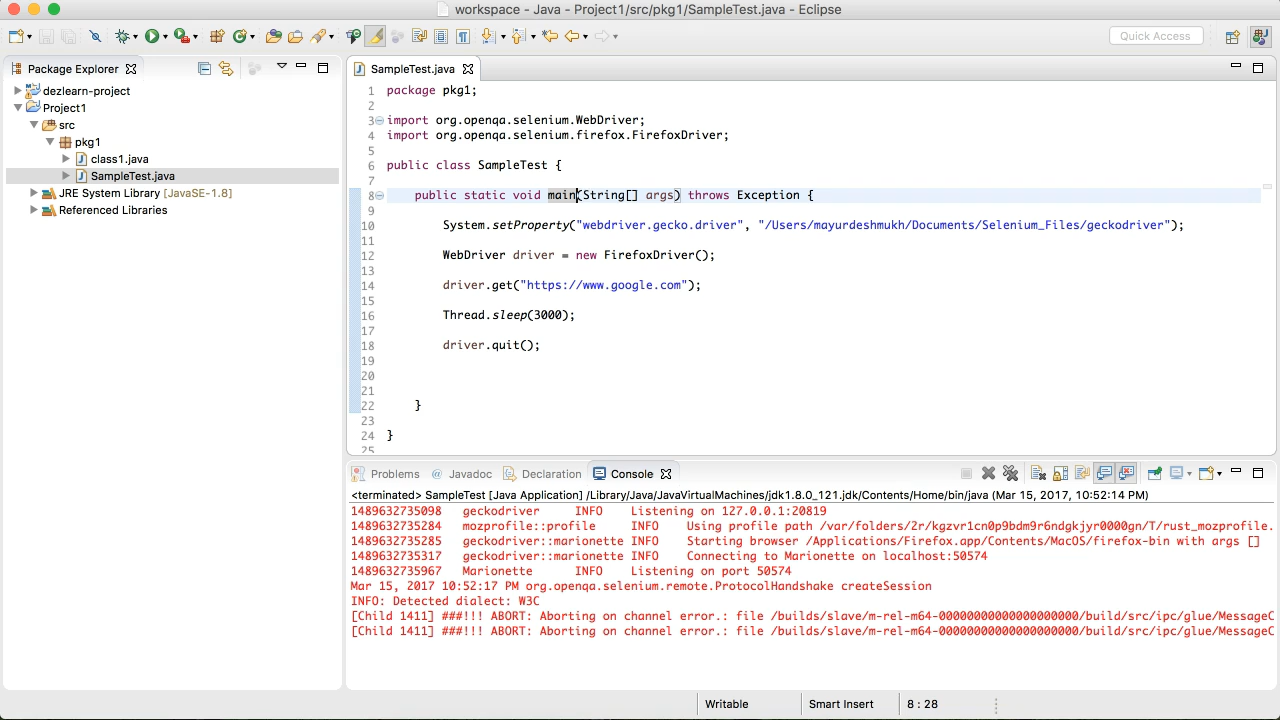 workspace - Java - Project1/src/pkg1/SampleTest.java - Eclipse
Quick Access
Package Explorer
dezlearn-project
Project1
src
pkg1
class1.java
SampleTest.java
JRE System Library [JavaSE-1.8]
Referenced Libraries
SampleTest.java
1 package pkg1;
2
3 import org.openqa.selenium.WebDriver;
4 import org.openqa.selenium.firefox.FirefoxDriver;
5
6 public class SampleTest {
7
8 public static void main(String[] args) throws Exception {
9
10 System.setProperty("webdriver.gecko.driver", "/Users/mayurdeshmukh/Documents/Selenium_Files/geckodriver");
11
12 WebDriver driver = new FirefoxDriver();
13
14 driver.get("https://www.google.com");
15
16 Thread.sleep(3000);
17
18 driver.quit();
19
20
21
22 }
23
24 }
25
Problems @ Javadoc Declaration Console
<terminated> SampleTest [Java Application] /Library/Java/JavaVirtualMachines/jdk1.8.0_121.jdk/Contents/Home/bin/java (Mar 15, 2017, 10:52:14 PM)
1489632735098 geckodriver INFO Listening on 127.0.0.1:20819
1489632735284 mozprofile::profile INFO Using profile path /var/folders/2r/kgzvr1cn0p9bdm9r6ndgkjyr0000gn/T/rust_mozprofile.
1489632735285 geckodriver::marionette INFO Starting browser /Applications/Firefox.app/Contents/MacOS/firefox-bin with args []
1489632735317 geckodriver::marionette INFO Connecting to Marionette on localhost:50574
1489632735967 Marionette INFO Listening on port 50574
Mar 15, 2017 10:52:17 PM org.openqa.selenium.remote.ProtocolHandshake createSession
INFO: Detected dialect: W3C
[Child 1411] ###!!! ABORT: Aborting on channel error.: file /builds/slave/m-rel-m64-00000000000000000000/build/src/ipc/glue/MessageC
[Child 1411] ###!!! ABORT: Aborting on channel error.: file /builds/slave/m-rel-m64-00000000000000000000/build/src/ipc/glue/MessageC
Writable
Smart Insert
8 : 28